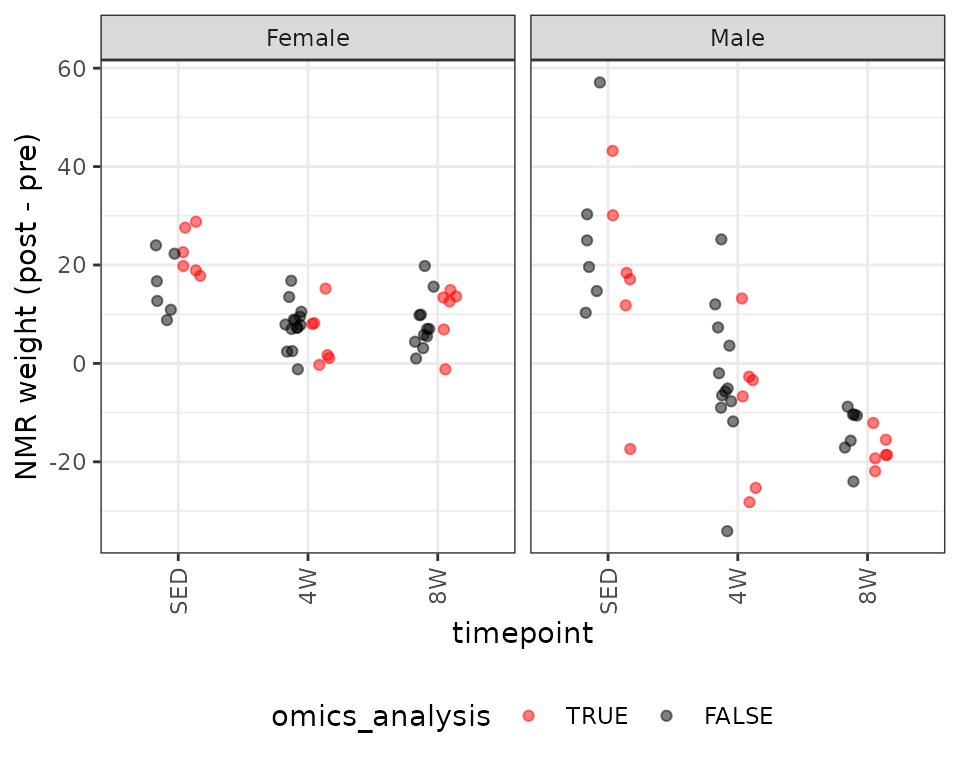 Female Male
NMR weight (post - pre)
60
40
20
0
-20
SED 4W 8W SED 4W 8W
timepoint
omics_analysis TRUE FALSE